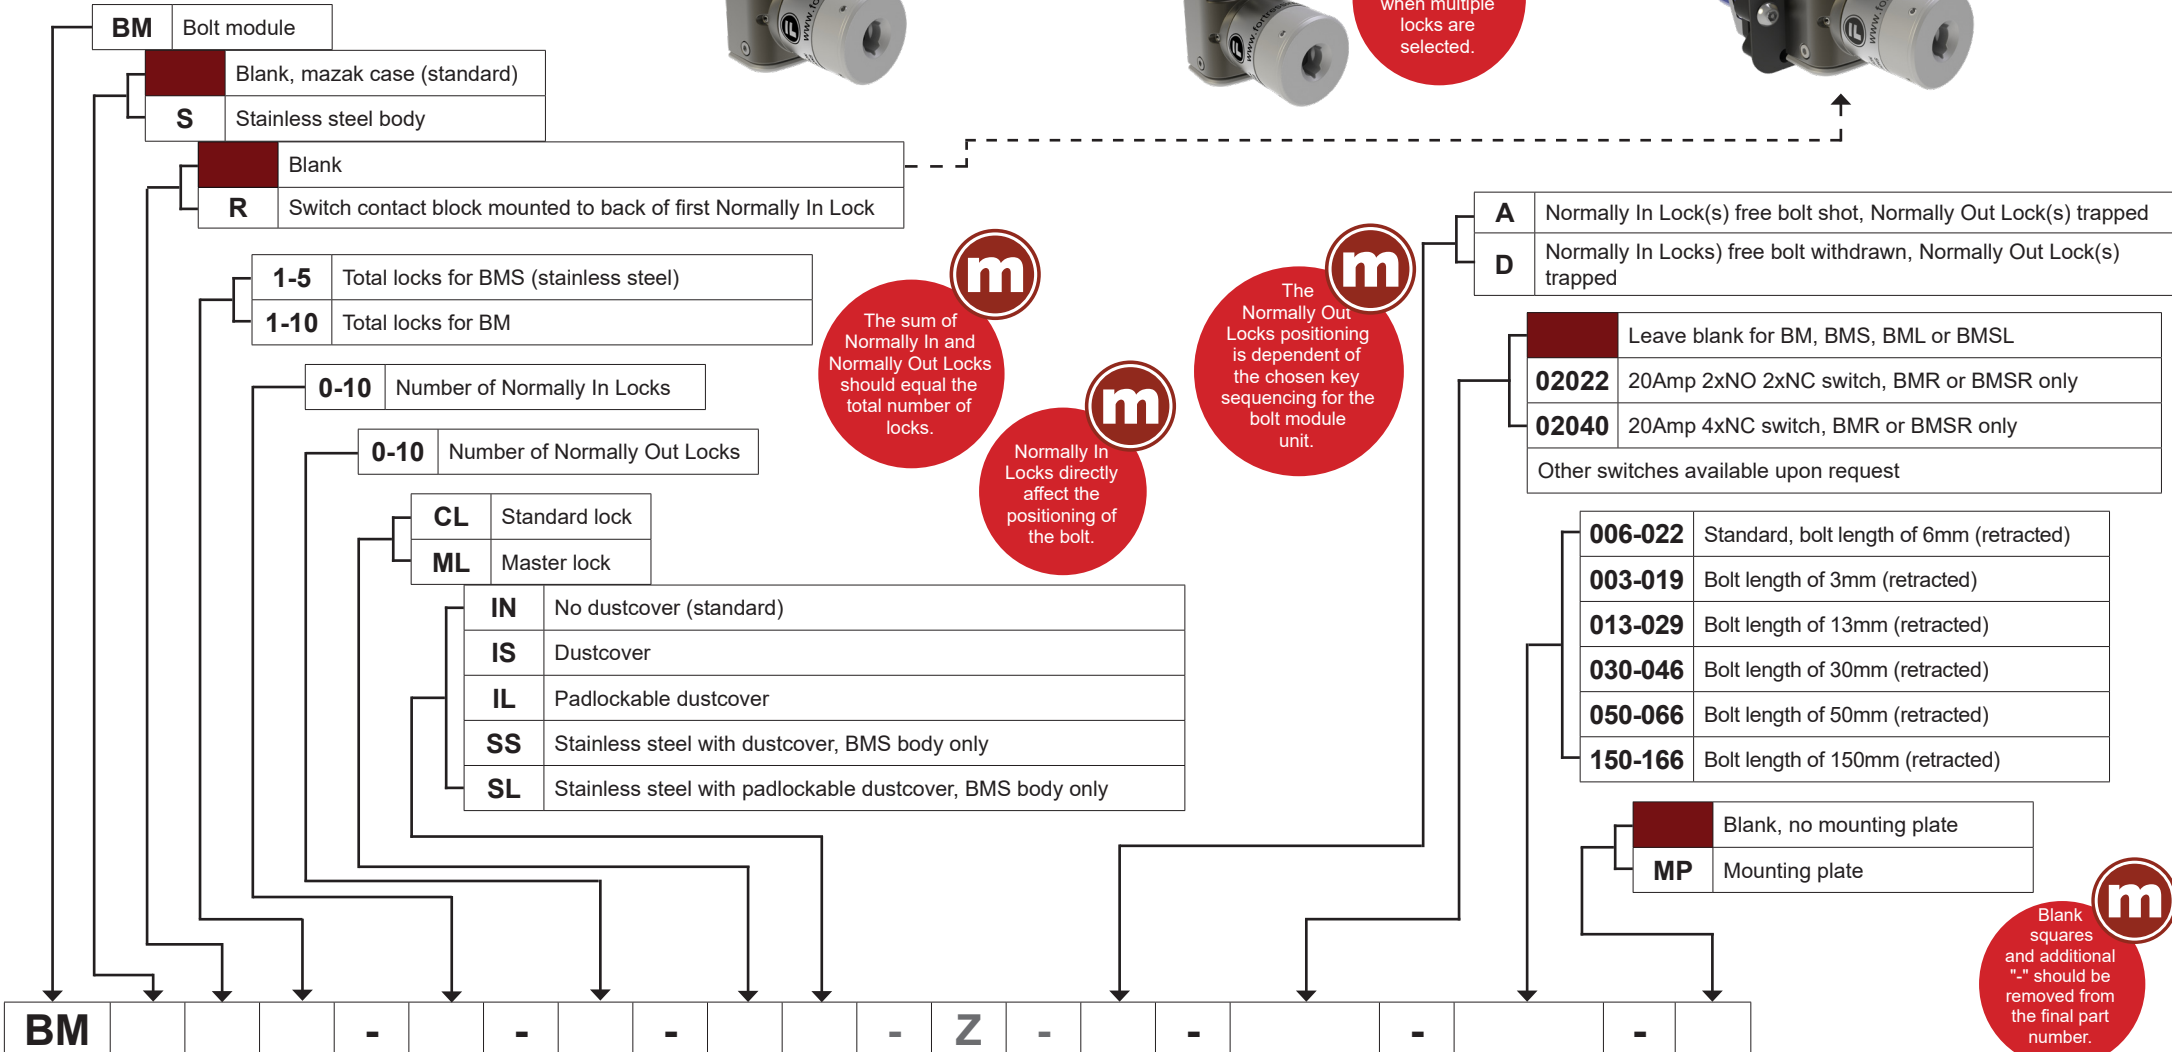 BM Bolt module
Blank, mazak case (standard)
S Stainless steel body
Blank
R Switch contact block mounted to back of first Normally In Lock
1-5 Total locks for BMS (stainless steel)
1-10 Total locks for BM
0-10 Number of Normally In Locks
0-10 Number of Normally Out Locks
CL Standard lock
ML Master lock
IN No dustcover (standard)
IS Dustcover
IL Padlockable dustcover
SS Stainless steel with dustcover, BMS body only
SL Stainless steel with padlockable dustcover, BMS body only
when multiple
locks are
selected.
m
The sum of
Normally In and
Normally Out Locks
should equal the
total number of
locks.
m
Normally In
Locks directly
affect the
positioning of
the bolt.
m
The
Normally Out
Locks positioning
is dependent of
the chosen key
sequencing for the
bolt module
unit.
A Normally In Lock(s) free bolt shot, Normally Out Lock(s) trapped
D Normally In Locks) free bolt withdrawn, Normally Out Lock(s)
trapped
Leave blank for BM, BMS, BML or BMSL
02022 20Amp 2xNO 2xNC switch, BMR or BMSR only
02040 20Amp 4xNC switch, BMR or BMSR only
Other switches available upon request
006-022 Standard, bolt length of 6mm (retracted)
003-019 Bolt length of 3mm (retracted)
013-029 Bolt length of 13mm (retracted)
030-046 Bolt length of 30mm (retracted)
050-066 Bolt length of 50mm (retracted)
150-166 Bolt length of 150mm (retracted)
Blank, no mounting plate
MP Mounting plate
m
Blank
squares
and additional
"-" should be
removed from
the final part
number.
BM - - - - Z - - - -